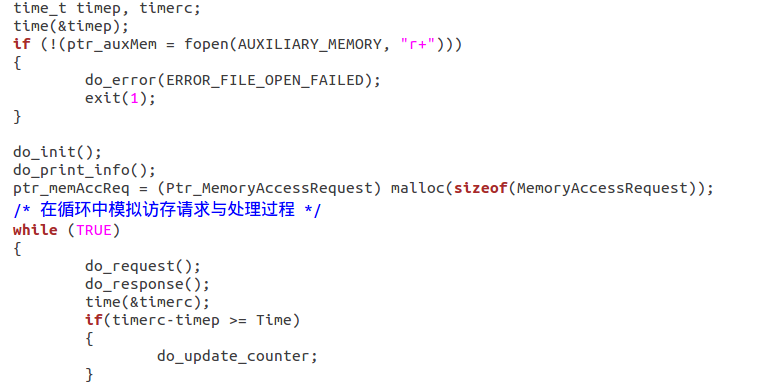 time_t timep, timerc;
time(&timep);
if (!(ptr_auxMem = fopen(AUXILIARY_MEMORY, "r+")))
{
        do_error(ERROR_FILE_OPEN_FAILED);
        exit(1);
}

do_init();
do_print_info();
ptr_memAccReq = (Ptr_MemoryAccessRequest) malloc(sizeof(MemoryAccessRequest));
/* 在循环中模拟访存请求与处理过程 */
while (TRUE)
{
        do_request();
        do_response();
        time(&timerc);
        if(timerc-timep >= Time)
        {
                do_update_counter;
        }